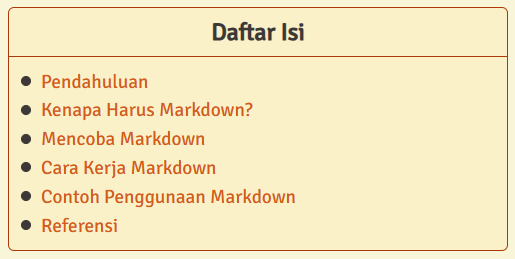 Daftar Isi
Pendahuluan
Kenapa Harus Markdown?
Mencoba Markdown
Cara Kerja Markdown
Contoh Penggunaan Markdown
Referensi